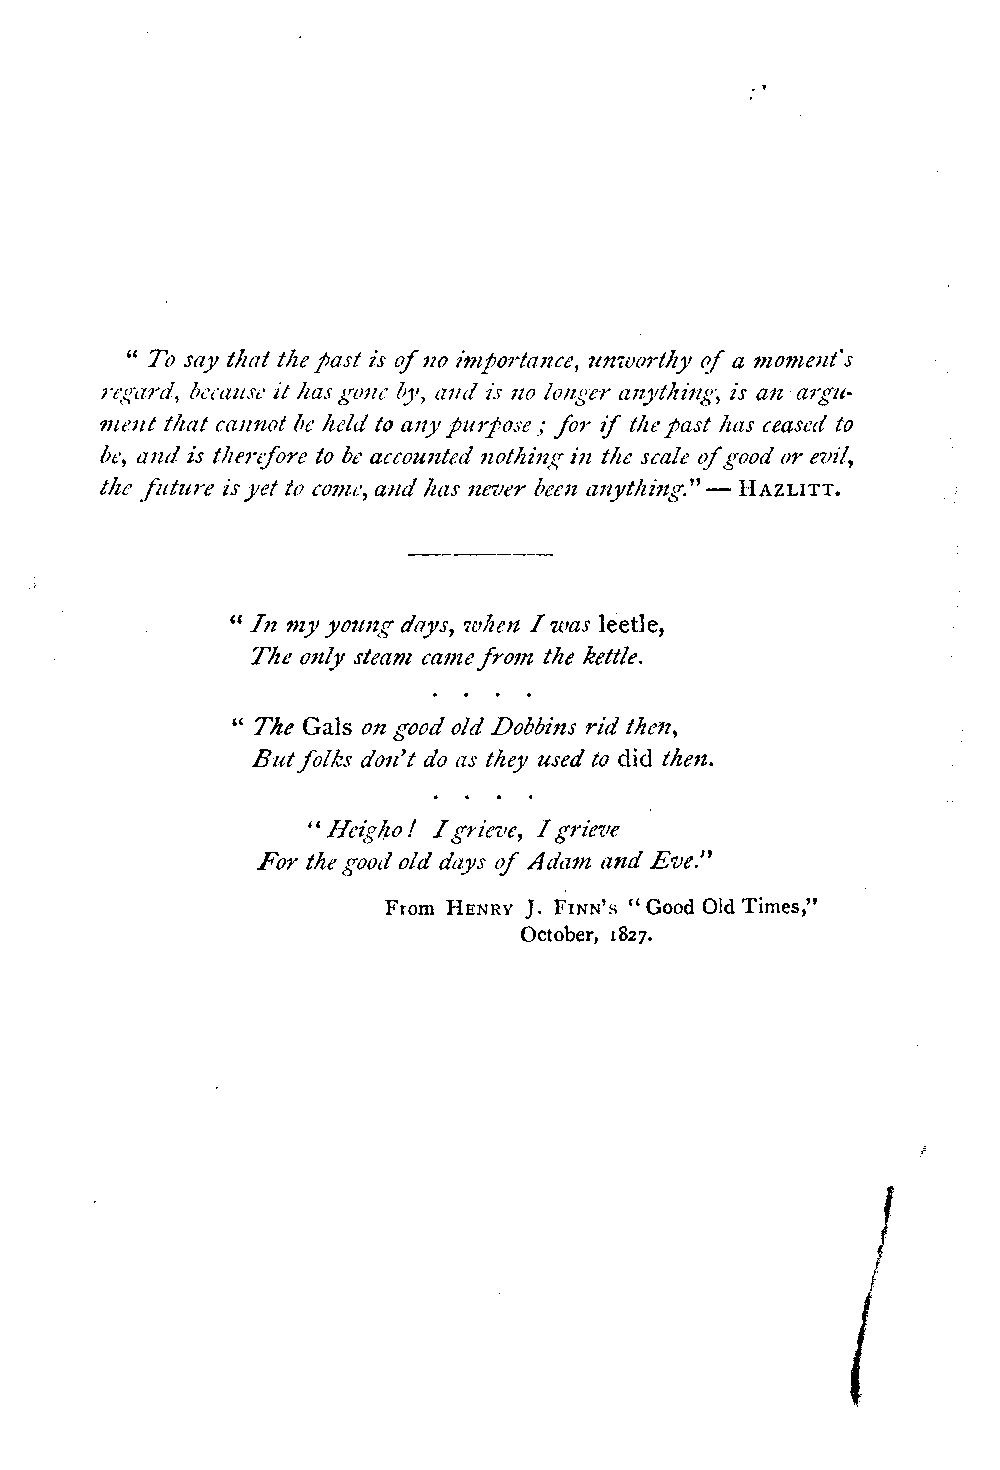 “ To say that the past is of no importance, unworthy of a moment's
regard, because it has gone by, and is no longer anything, is an argu-
ment that cannot be held to any purpose ; for if the past has ceased to
be, and is therefore to be accounted nothing in the scale of good or evil,
the future is yet to come, and has never been anything.” — HAZLITT.
“ In my young days, when I was leetle,
The only steam came from the kettle.
. . . .
“ The Gals on good old Dobbins rid then,
But folks don't do as they used to did then.
. . . .
“ Heigho ! I grieve, I grieve
For the good old days of Adam and Eve.”
From HENRY J. FINN'S “ Good Old Times,”
October, 1827.